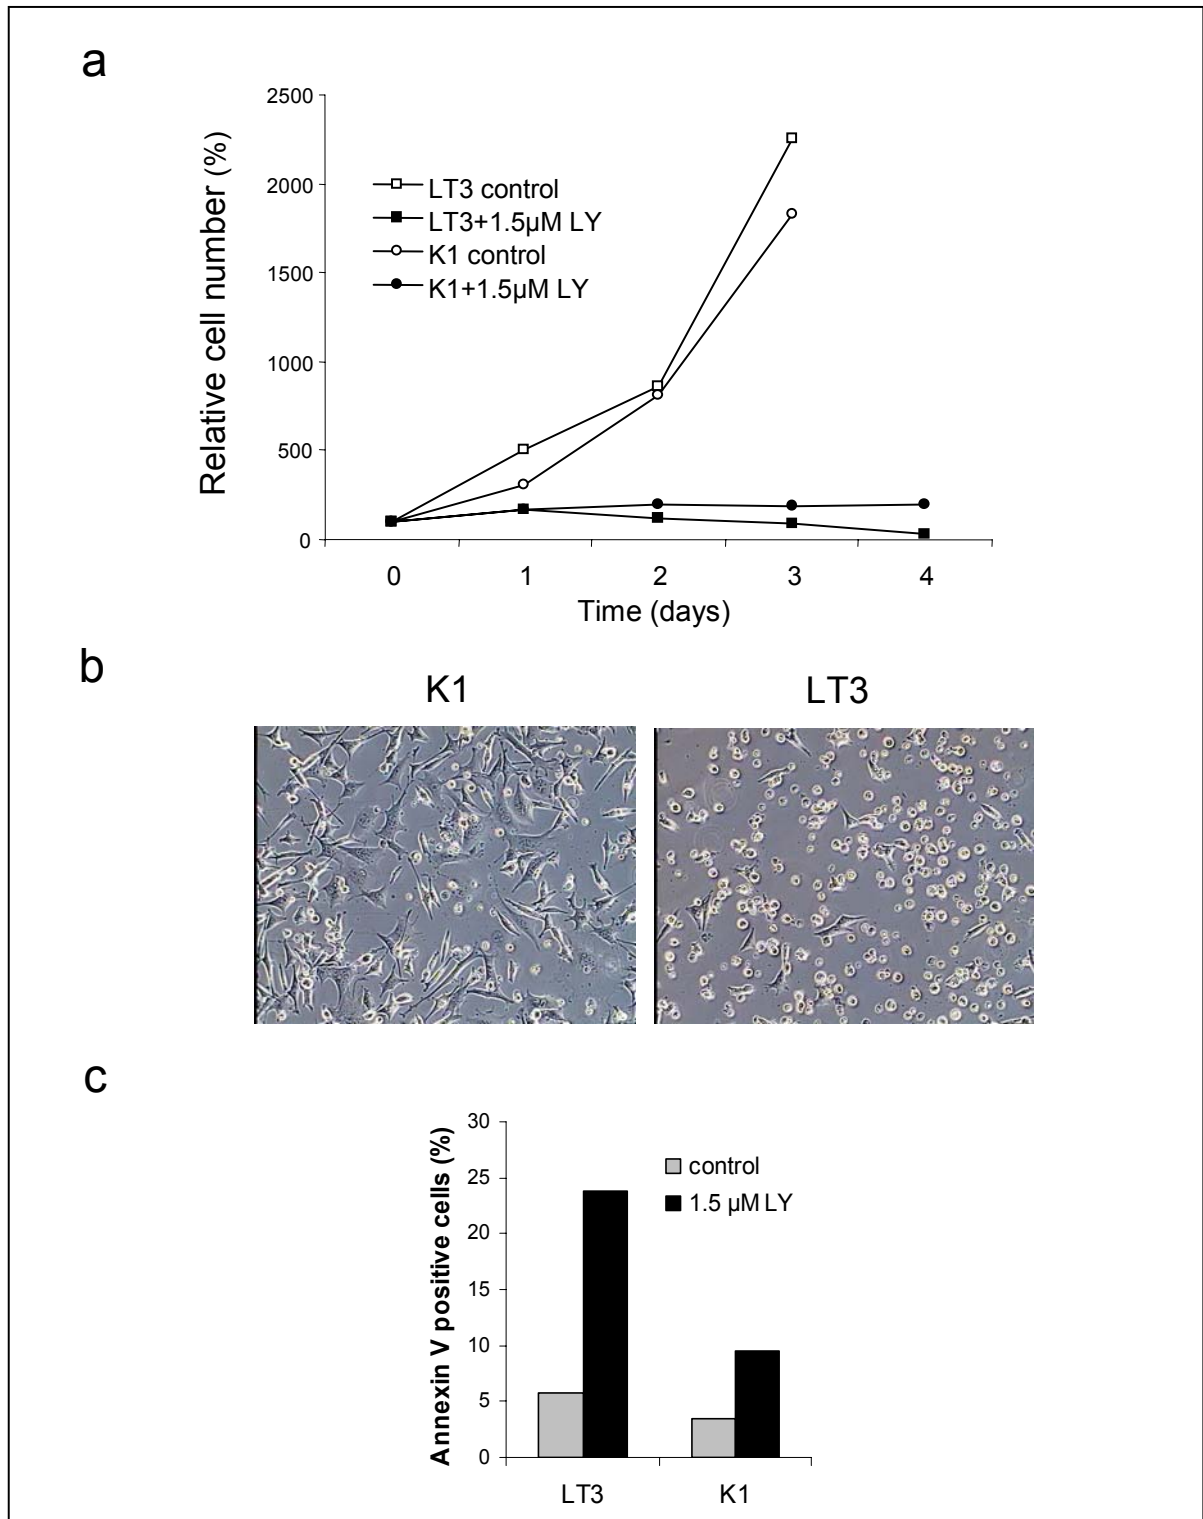 a
Relative cell number (%)
2500
2000
1500
1000
500
0
LT3 control
LT3+1.5µM LY
K1 control
K1+1.5µM LY
0 1 2 3 4
Time (days)
b
K1 LT3
c
Annexin V positive cells (%)
30
25
20
15
10
5
0
control
1.5 µM LY
LT3 K1